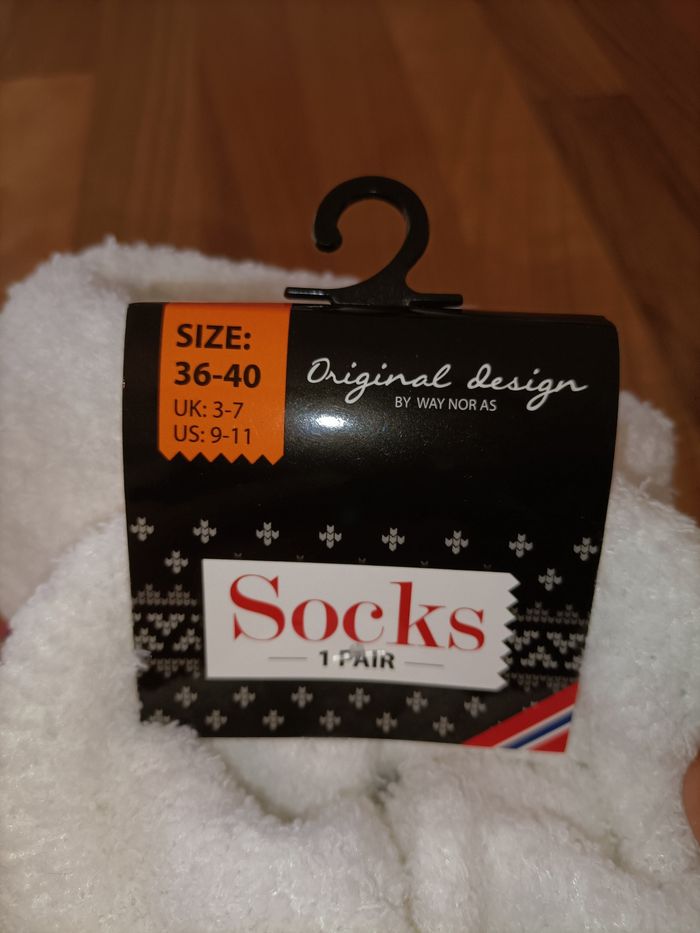 SIZE:
36-40
UK: 3-7
US: 9-11
Original design
BY WAY NOR AS
Socks
1 PAIR